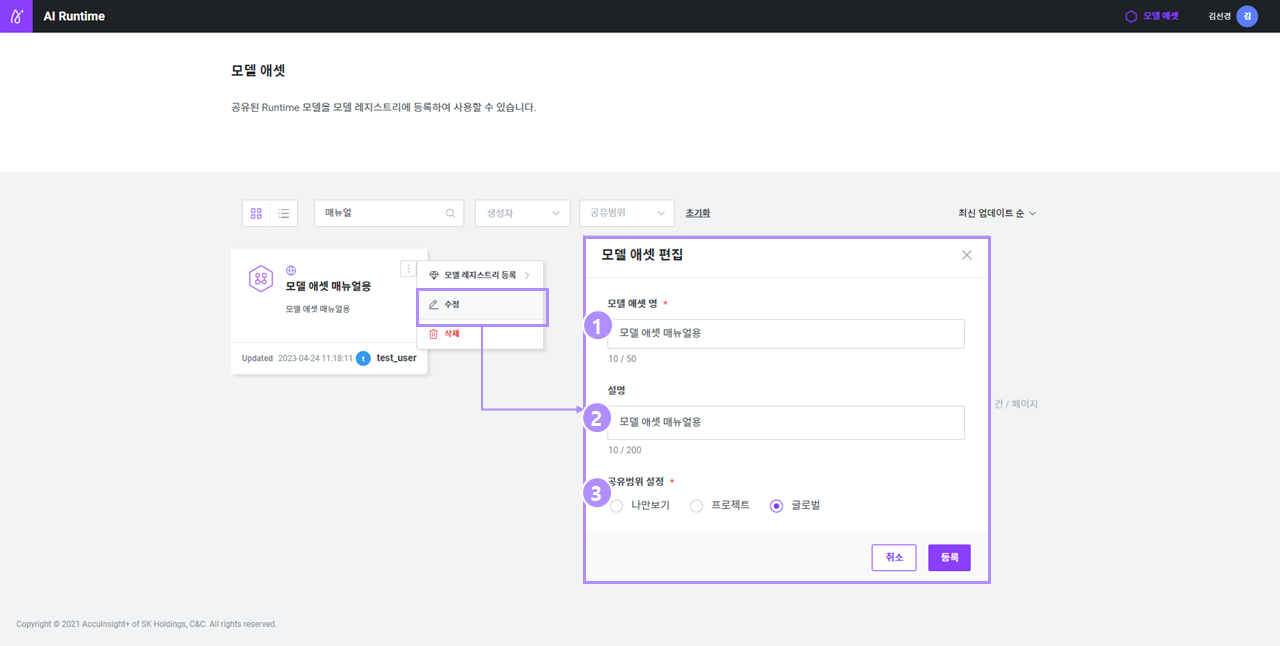 AI Runtime
모델 애셋
김선경
김
모델 애셋
공유된 Runtime 모델을 모델 레지스트리에 등록하여 사용할 수 있습니다.
매뉴얼
생성자
공유범위
초기화
최신 업데이트 순
모델 애셋 매뉴얼용
모델 애셋 매뉴얼용
Updated 2023-04-24 11:18:11 t test_user
모델 레지스트리 등록
수정
삭제
모델 애셋 편집
모델 애셋 명 *
1
모델 애셋 매뉴얼용
10 / 50
설명
2
모델 애셋 매뉴얼용
10 / 200
3
공유범위 설정 *
나만보기
프로젝트
글로벌
취소
등록
건 / 페이지
Copyright © 2021 AccuInsight+ of SK Holdings, C&C. All rights reserved.